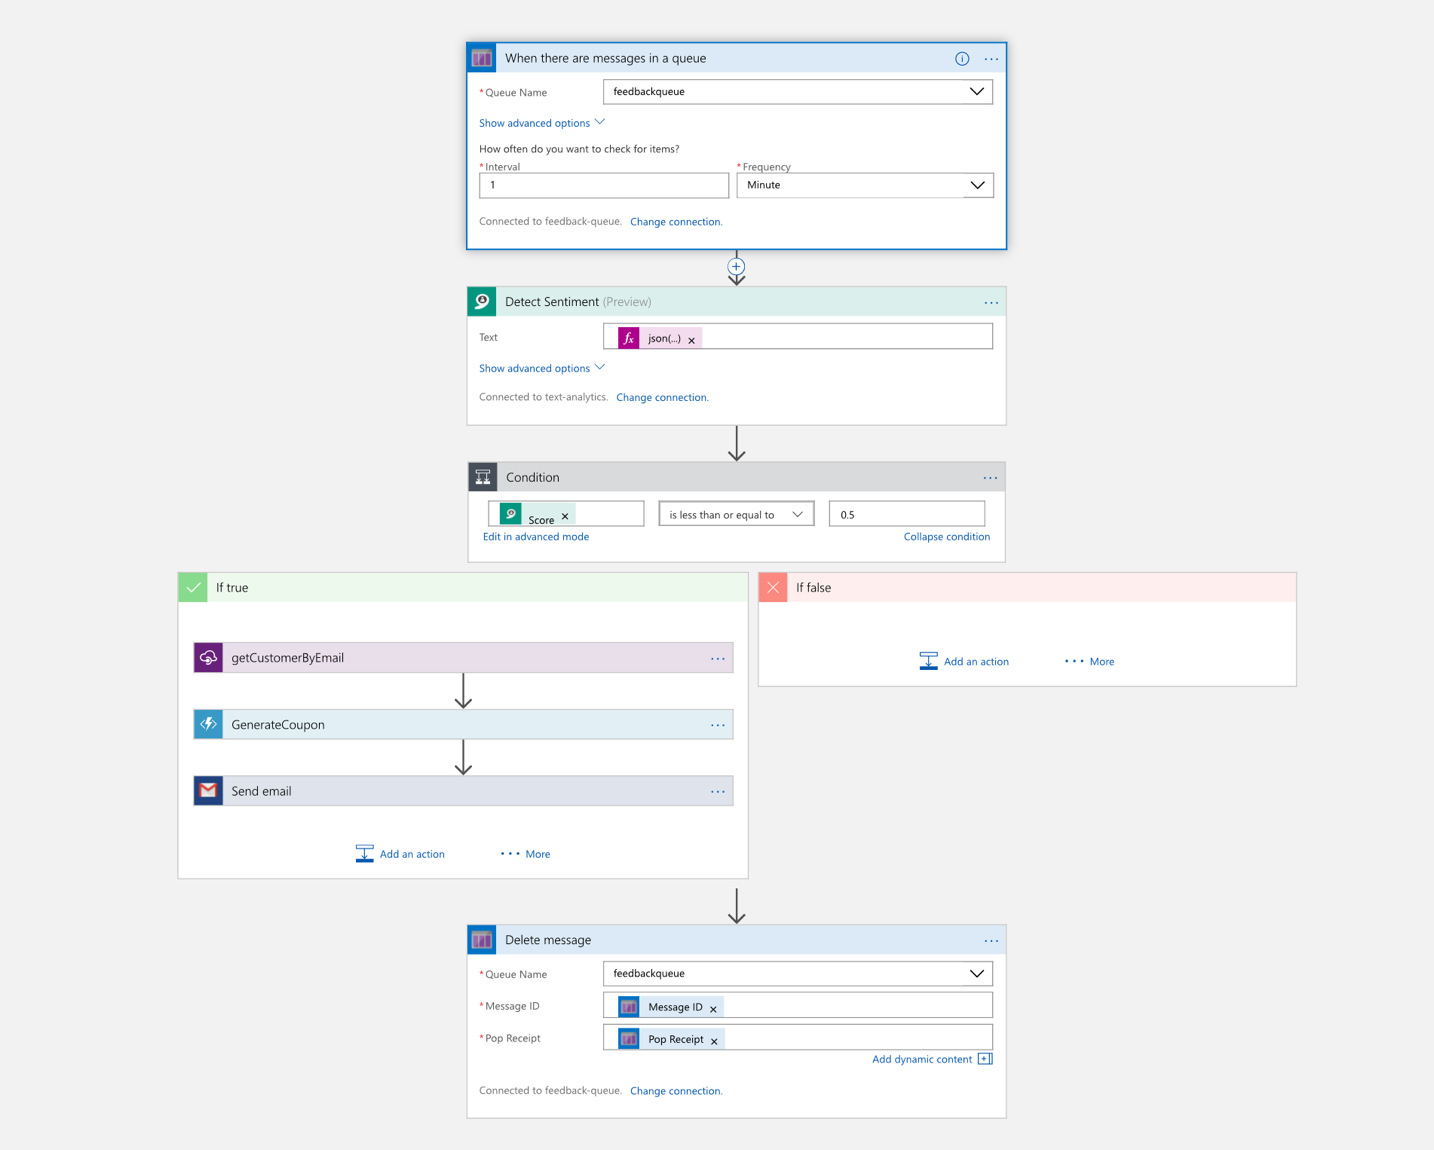 When there are messages in a queue
* Queue Name feedbackqueue
Show advanced options
How often do you want to check for items?
* Interval * Frequency
1 Minute
Connected to feedback-queue. Change connection.
Detect Sentiment (Preview)
Text fx json(...) ×
Show advanced options
Connected to text-analytics. Change connection.
Condition
Score × is less than or equal to 0.5
Edit in advanced mode Collapse condition
If true
If false
getCustomerByEmail
Add an action ... More
GenerateCoupon
Send email
Add an action ... More
Delete message
* Queue Name feedbackqueue
* Message ID Message ID ×
* Pop Receipt Pop Receipt ×
Add dynamic content
Connected to feedback-queue. Change connection.